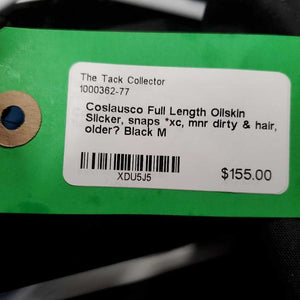 The Tack Collector
1000362-77
Coslausco Full Length Oilskin
Slicker, snaps *xc, mnr dirty & hair,
older? Black M
XDU5J5
$155.00